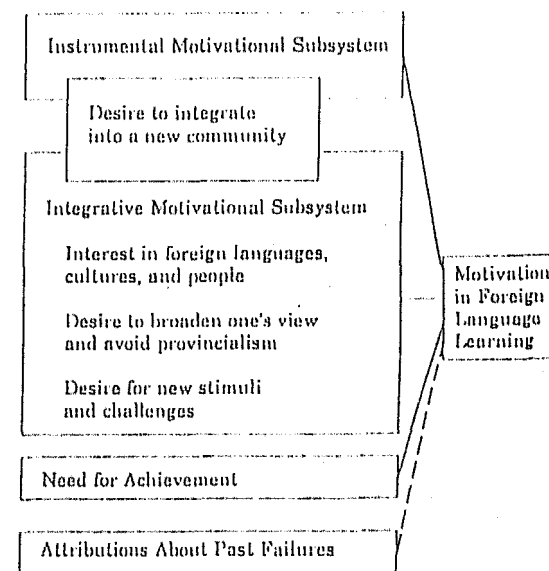 Instrumental Motivational Subsystem
Desire to integrate
into a new community
Integrative Motivational Subsystem
Interest in foreign languages,
cultures, and people
Desire to broaden one's view
and avoid provincialism
Desire for new stimuli
and challenges
Need for Achievement
Attributions About Past Failures
Motivation
in Foreign
Language
Learning